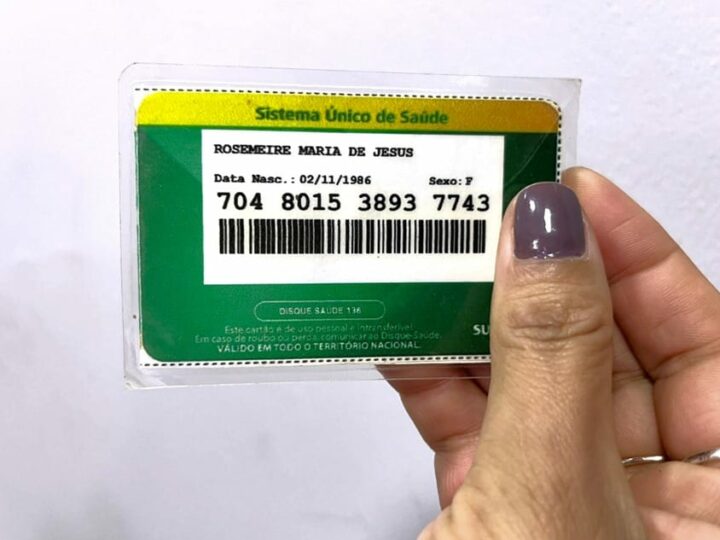 Sistema Único de Saúde
ROSEMEIRE MARIA DE JESUS
Data Nasc.: 02/11/1986 Sexo: F
704 8015 3893 7743
DISQUE SAÚDE 136
Este cartão é de uso pessoal e intransferível.
Em caso de roubo ou perda, comunicar ao Disque-Saúde.
VÁLIDO EM TODO O TERRITÓRIO NACIONAL.